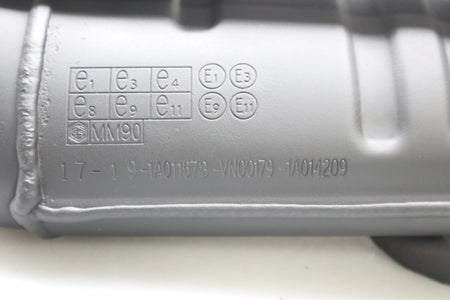 e1 e3 e4 E1 E3
e8 e9 e11 E9 E11
MM90
17-19-1A011678-VN00179-1A014209